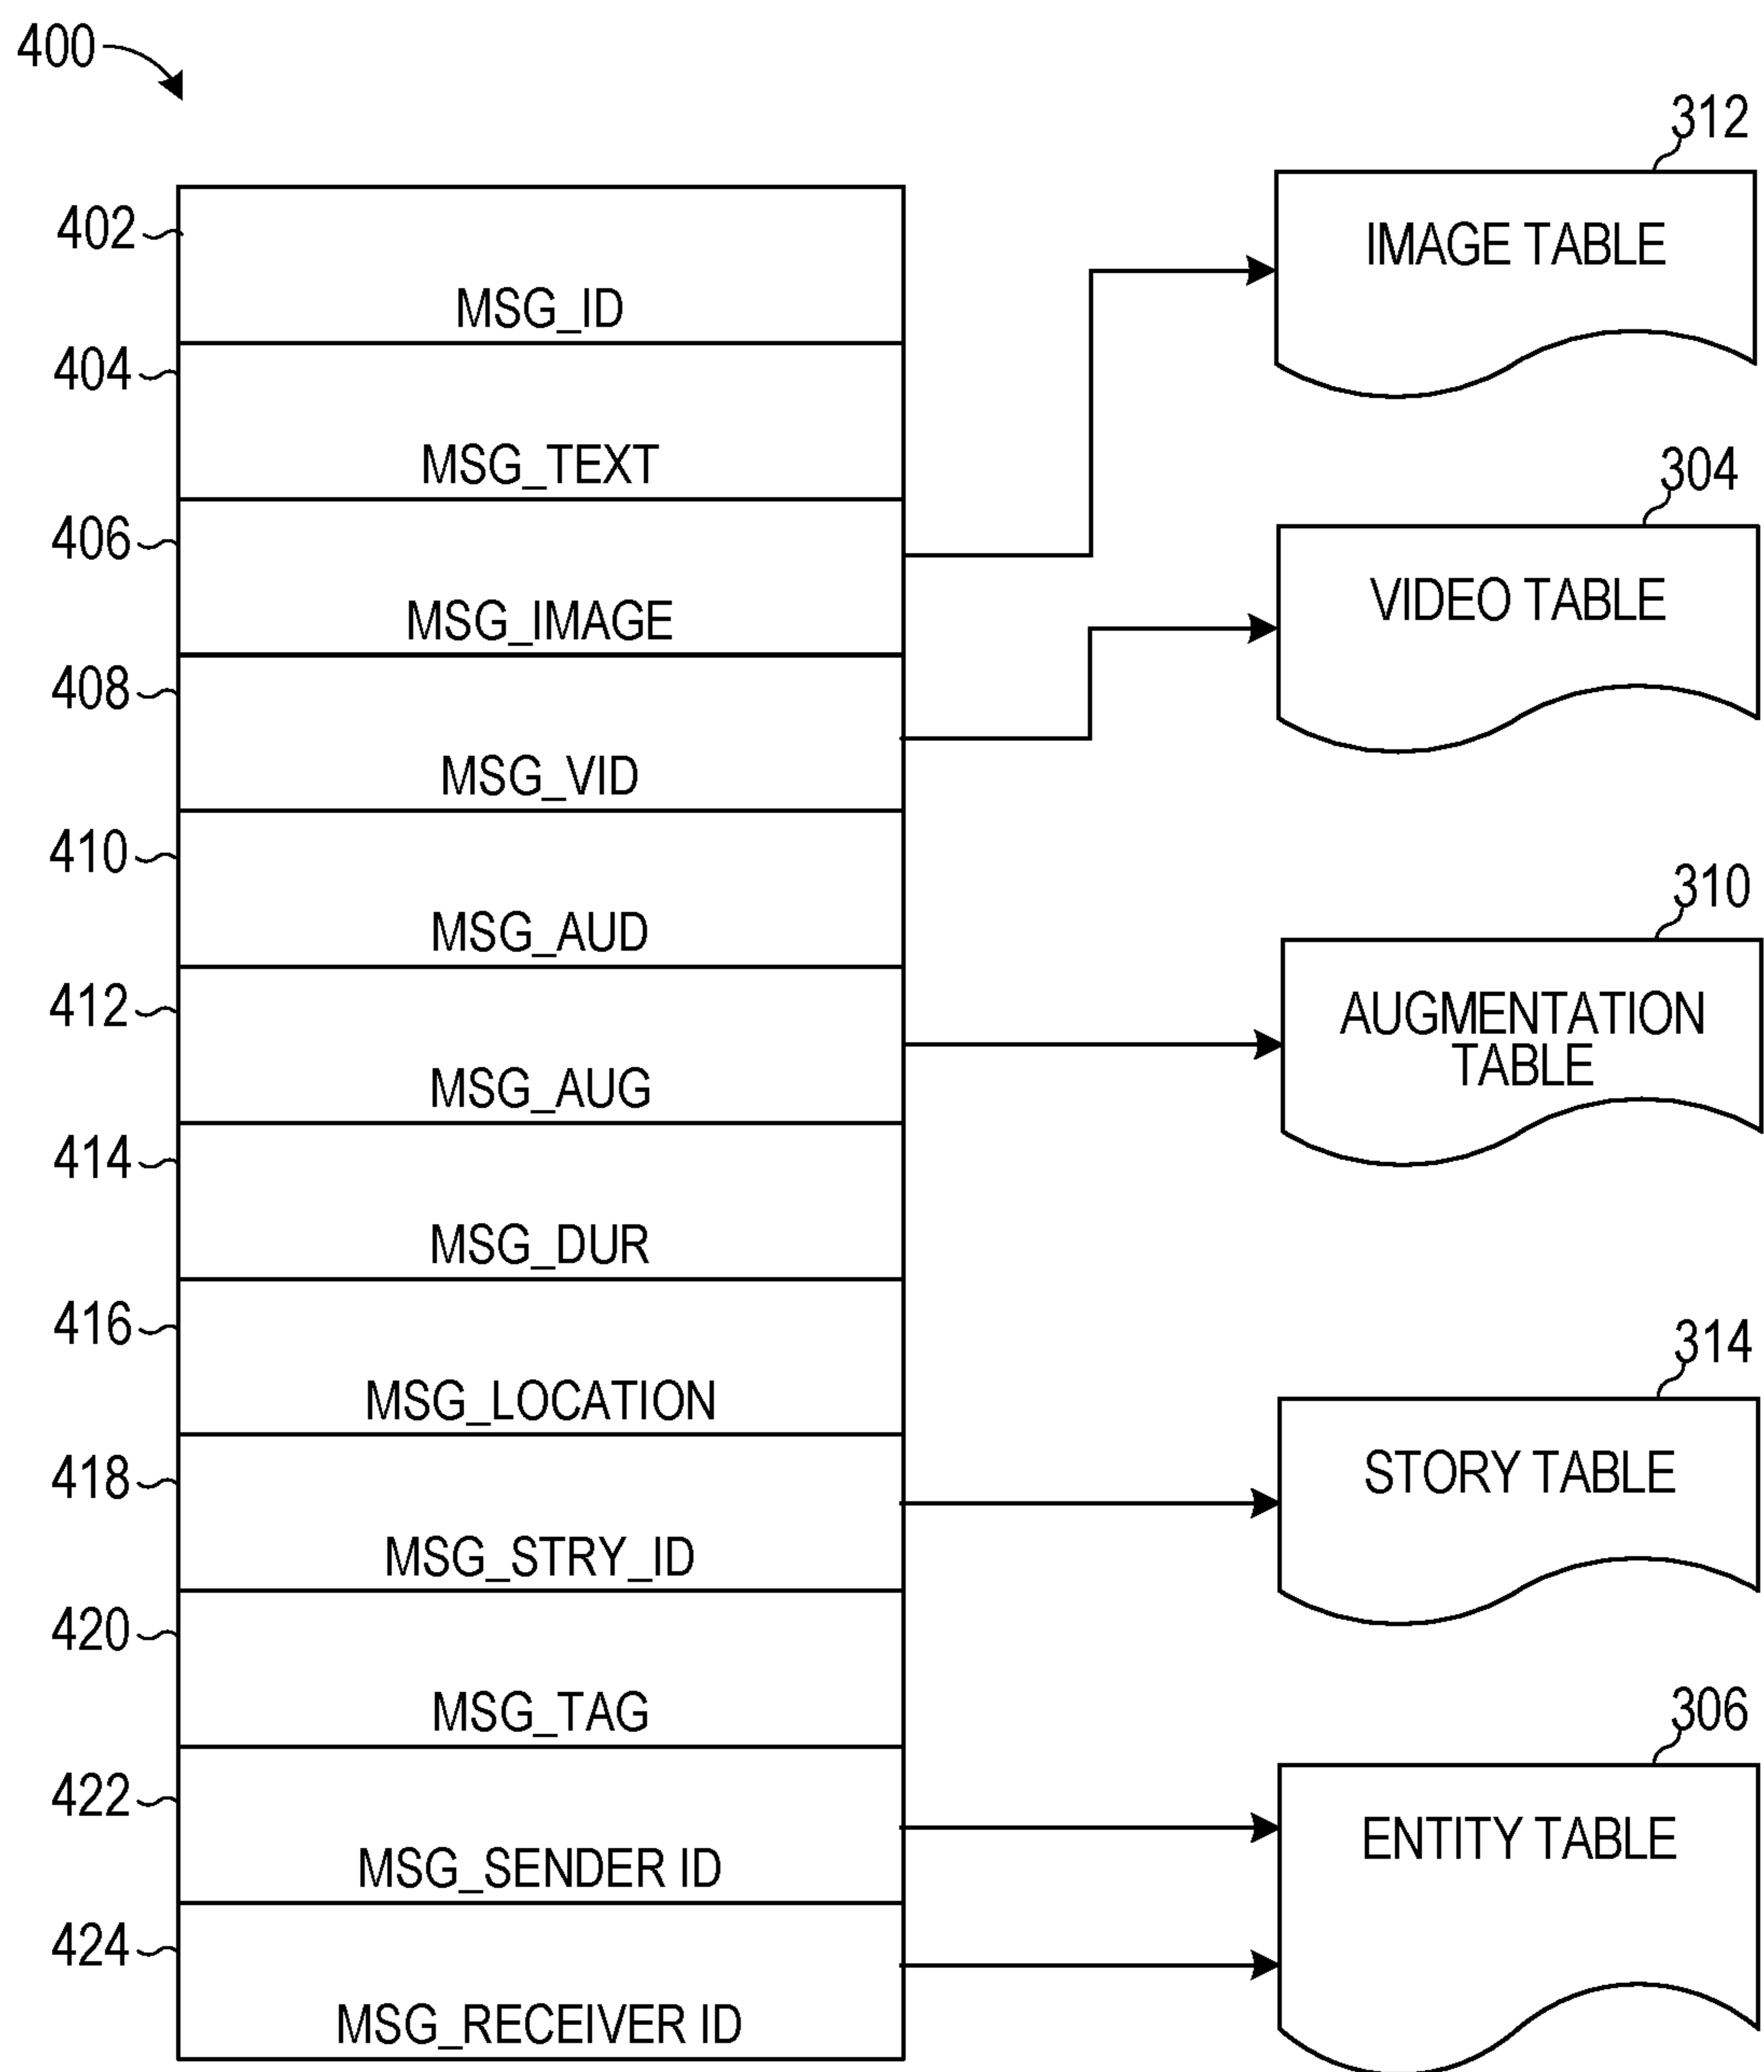 400
402
MSG_ID
404
MSG_TEXT
406
MSG_IMAGE
408
MSG_VID
410
MSG_AUD
412
MSG_AUG
414
MSG_DUR
416
MSG_LOCATION
418
MSG_STRY_ID
420
MSG_TAG
422
MSG_SENDER ID
424
MSG_RECEIVER ID
312
IMAGE TABLE
304
VIDEO TABLE
310
AUGMENTATION
TABLE
314
STORY TABLE
306
ENTITY TABLE